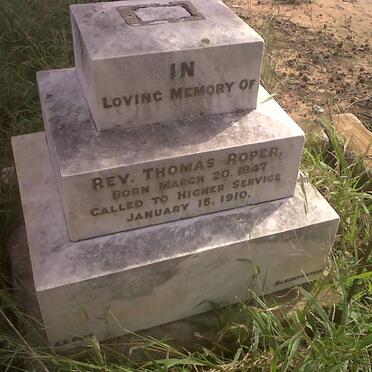 IN
LOVING MEMORY OF
REV. THOMAS ROPER,
BORN MARCH 20. 1847,
CALLED TO HIGHER SERVICE
JANUARY 15. 1910.